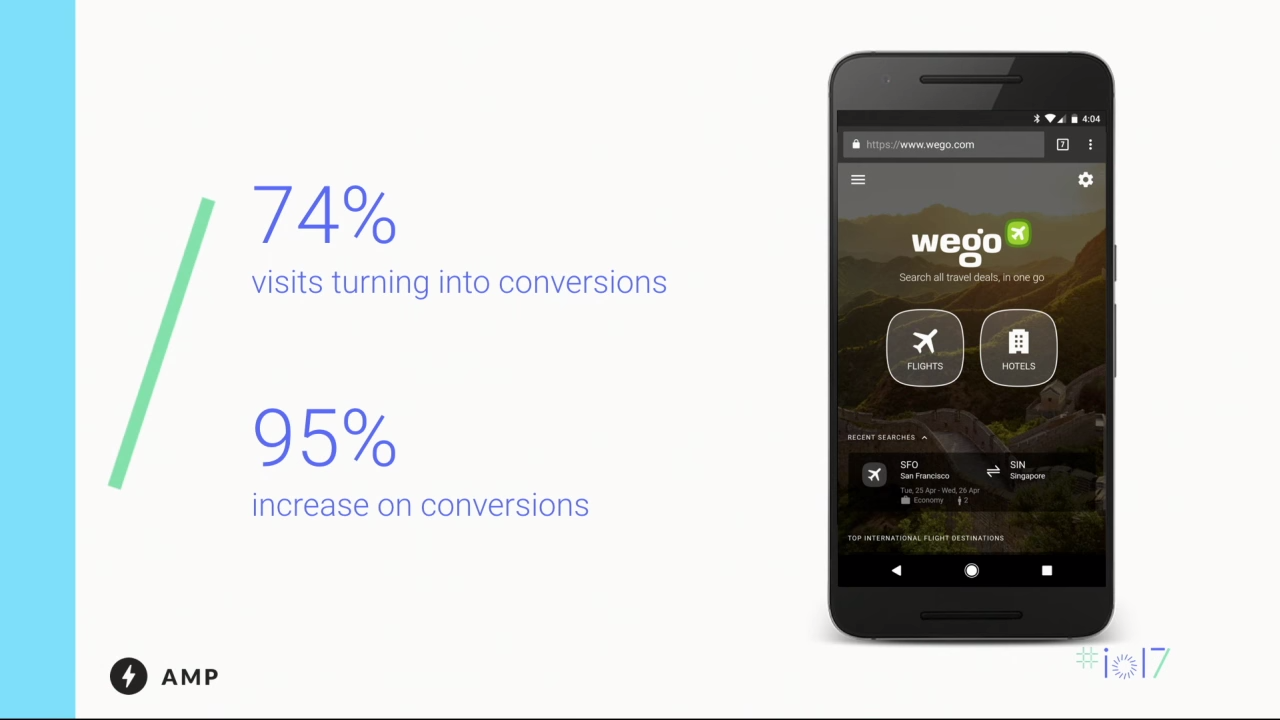 74%
visits turning into conversions
95%
increase on conversions
AMP
4:04
https://www.wego.com
7
wego
Search all travel deals, in one go
FLIGHTS
HOTELS
RECENT SEARCHES
SFO
San Francisco
SIN
Singapore
Tue, 25 Apr - Wed, 26 Apr
Economy
2
TOP INTERNATIONAL FLIGHT DESTINATIONS
#io17